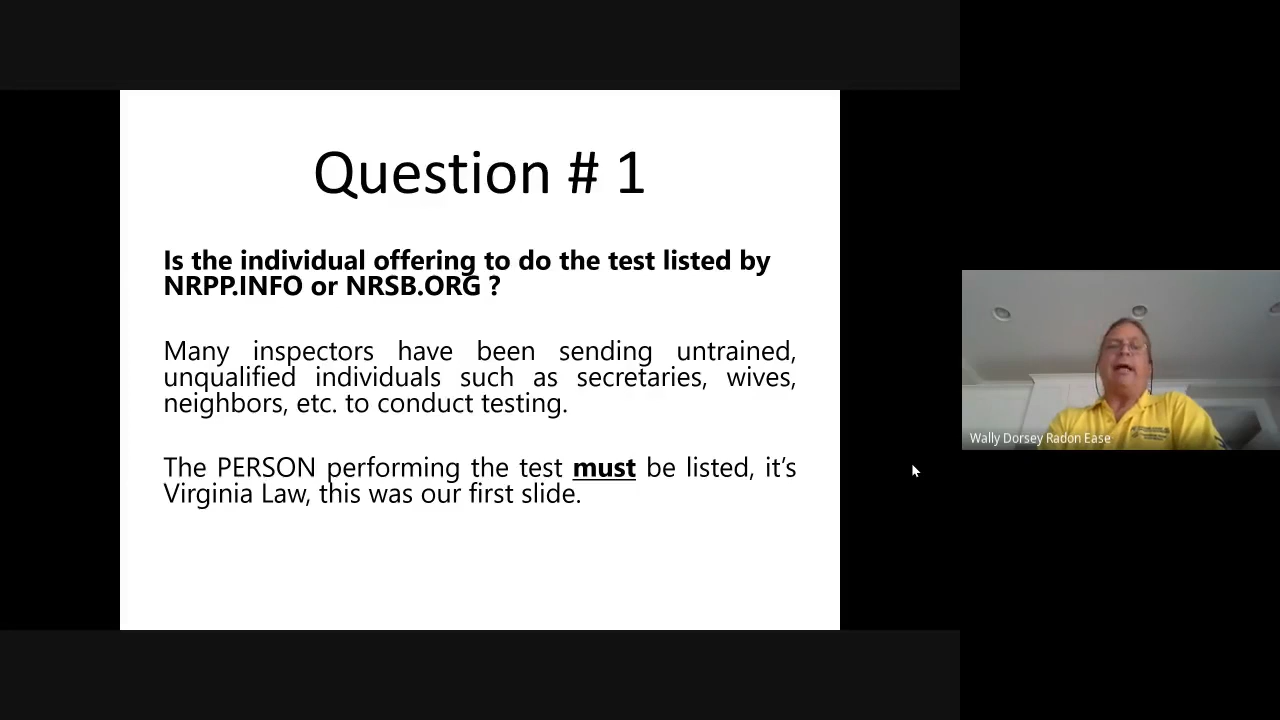 Question # 1
Is the individual offering to do the test listed by
NRPP.INFO or NRSB.ORG ?
Many inspectors have been sending untrained,
unqualified individuals such as secretaries, wives,
neighbors, etc. to conduct testing.
The PERSON performing the test must be listed, it’s
Virginia Law, this was our first slide.
Wally Dorsey Radon Ease